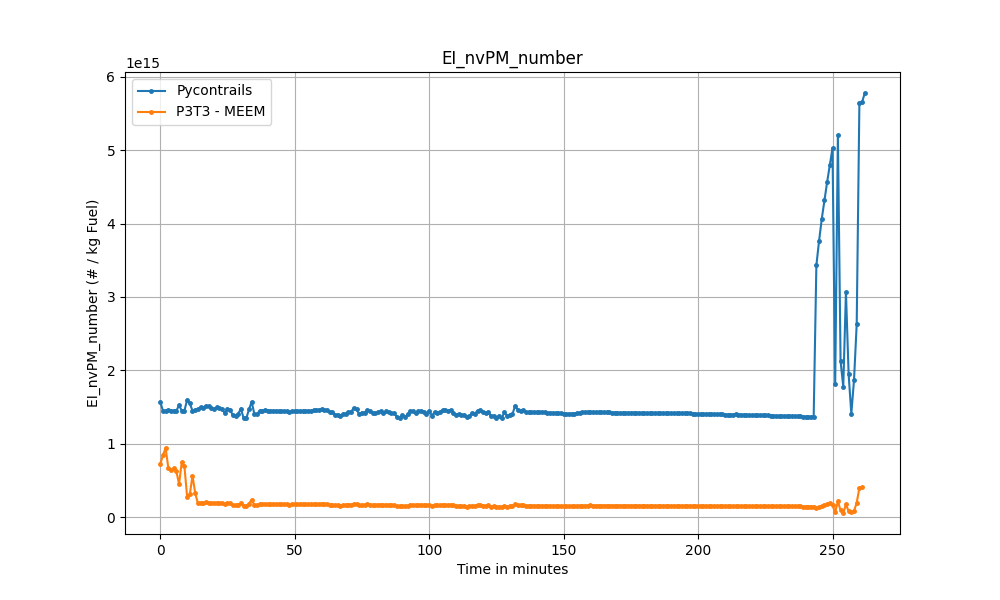 EI_nvPM_number
1e15
Pycontrails
P3T3 - MEEM
6
5
4
3
2
1
0
EI_nvPM_number (# / kg Fuel)
0 50 100 150 200 250
Time in minutes